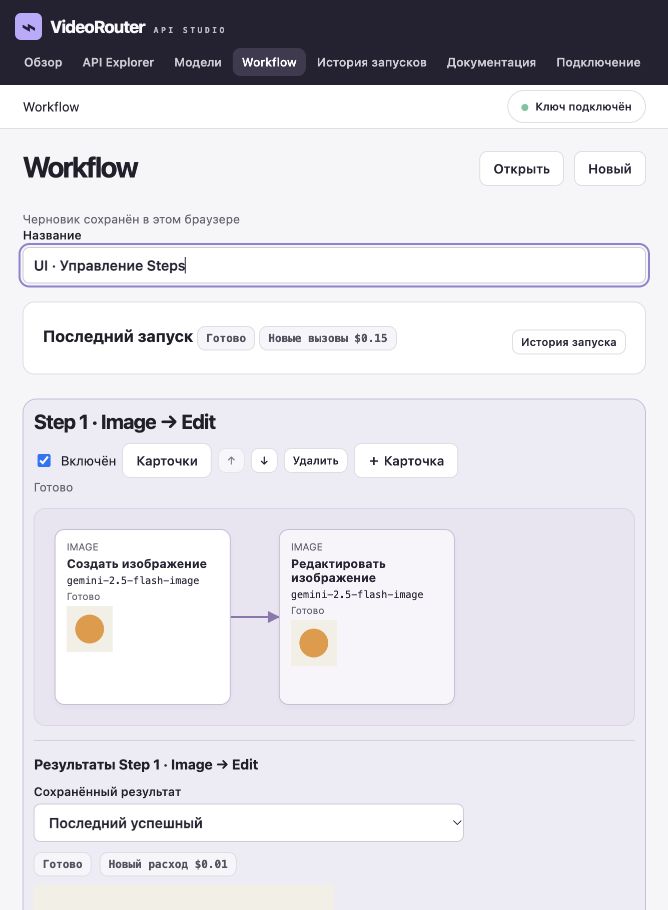 VideoRouter API STUDIO
Обзор API Explorer Модели Workflow История запусков Документация Подключение
Workflow
Ключ подключён
Workflow
Открыть
Новый
Черновик сохранён в этом браузере
Название
UI · Управление Steps
Последний запуск Готово Новые вызовы $0.15
История запуска
Step 1 · Image → Edit
Включён Карточки ↑ ↓ Удалить + Карточка
Готово
IMAGE
Создать изображение
gemini-2.5-flash-image
Готово
IMAGE
Редактировать
изображение
gemini-2.5-flash-image
Готово
Результаты Step 1 · Image → Edit
Сохранённый результат
Последний успешный
Готово Новый расход $0.01